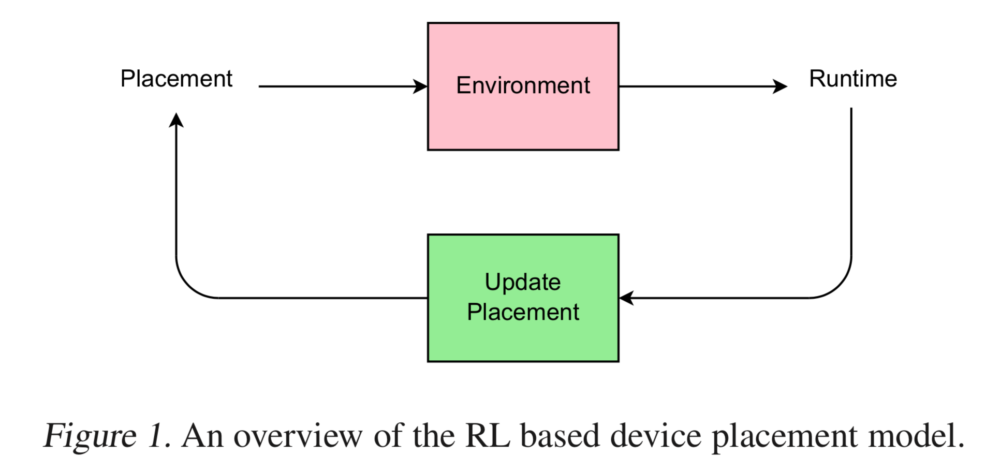 Placement
Environment
Runtime
Update
Placement
Figure 1. An overview of the RL based device placement model.